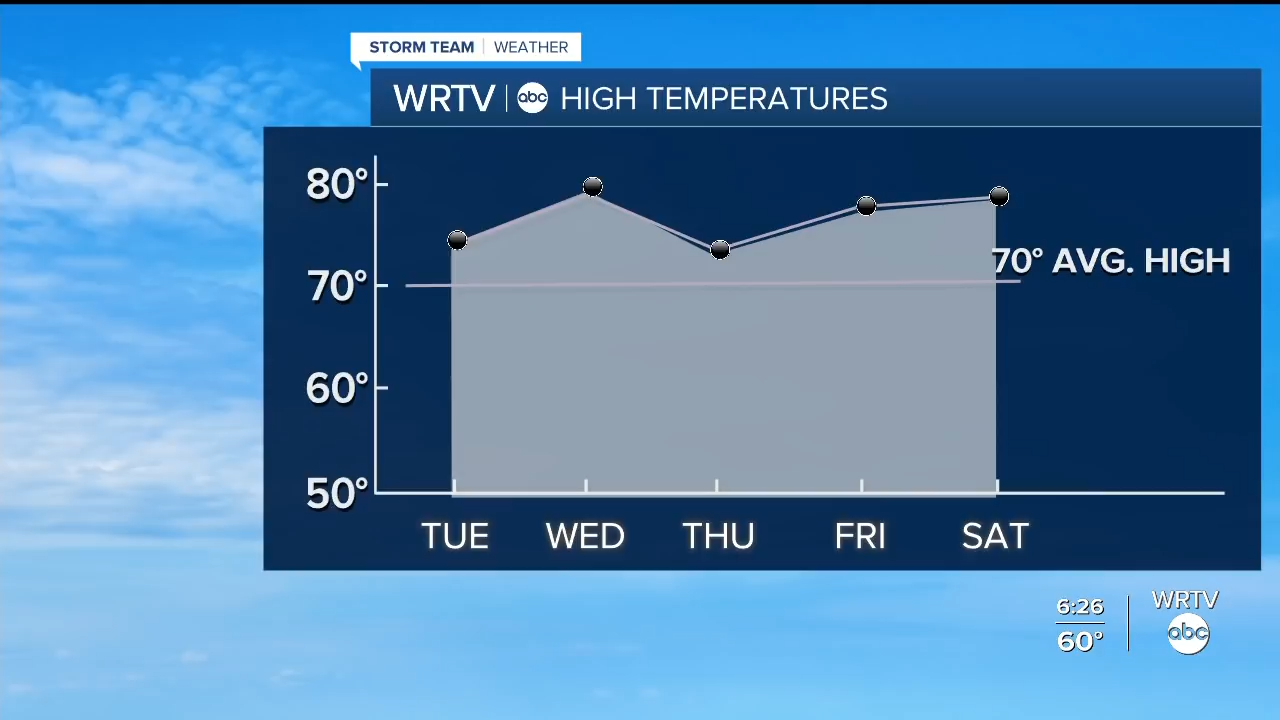 STORM TEAM | WEATHER
WRTV | abc HIGH TEMPERATURES
80°
70°
60°
50°
70° AVG. HIGH
TUE WED THU FRI SAT
6:26
60°
WRTV
abc